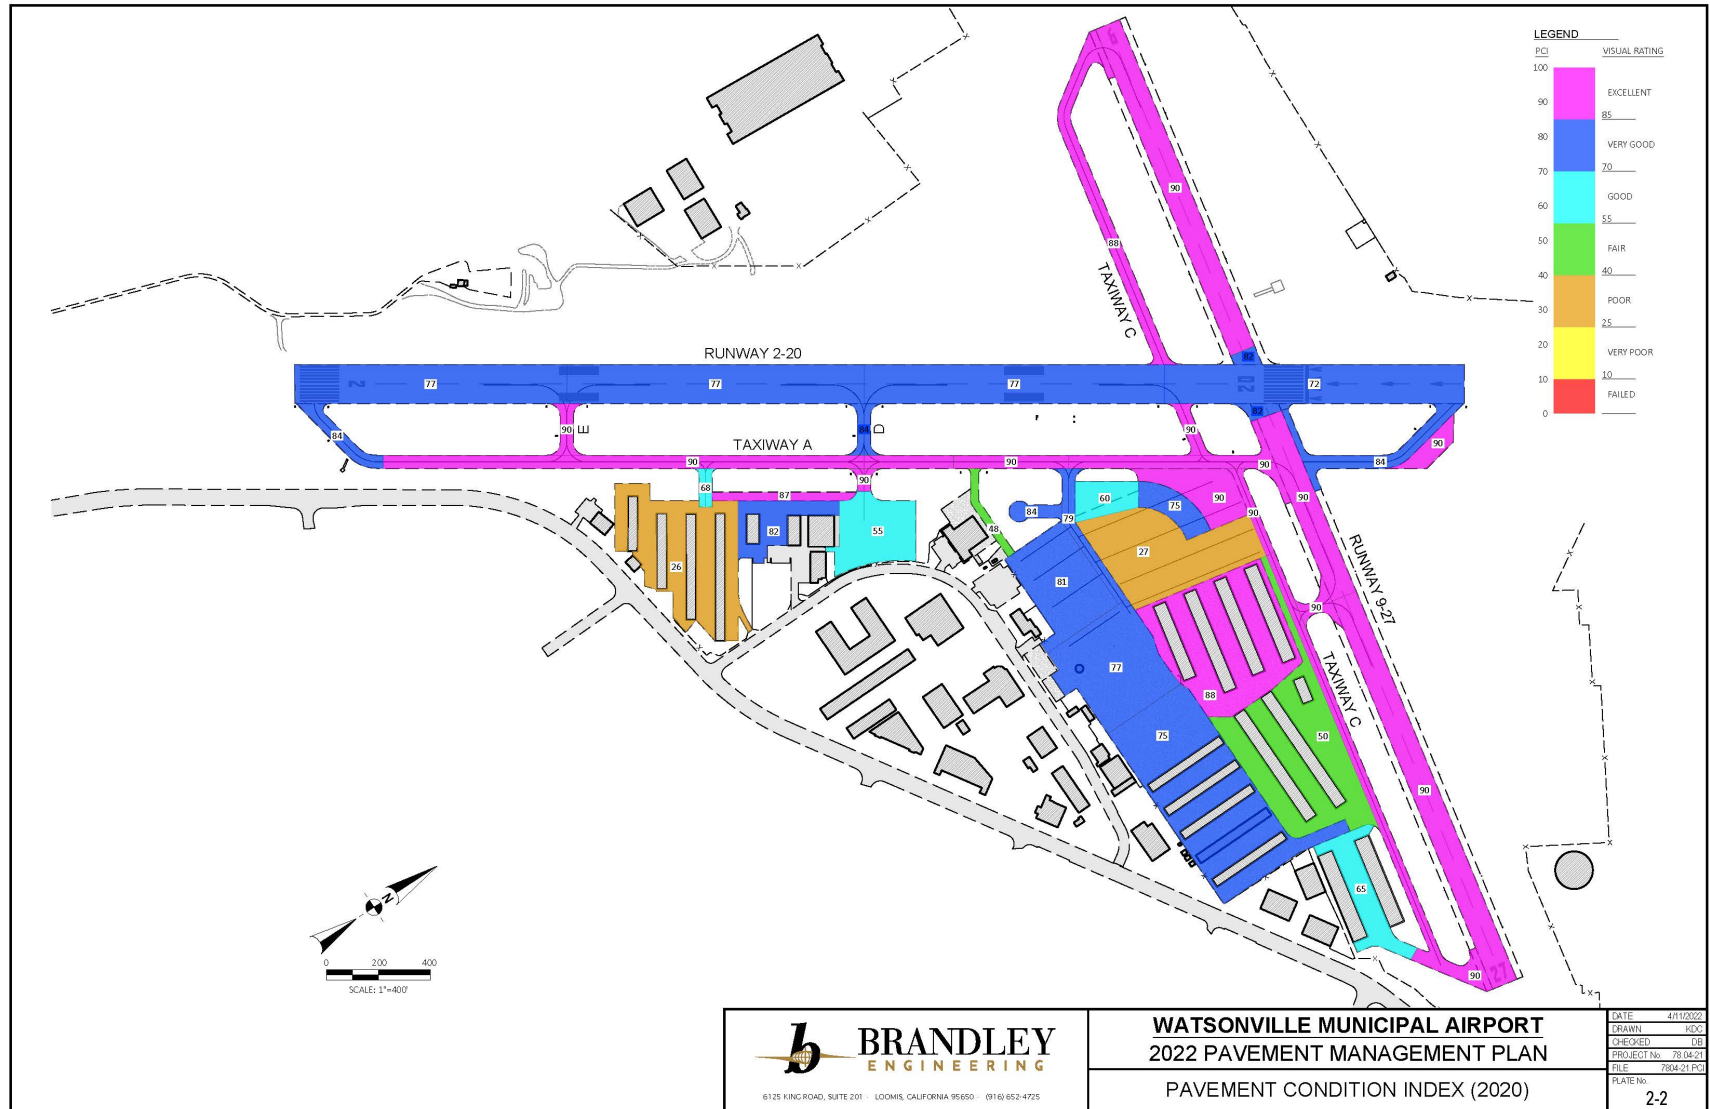 LEGEND
PCI VISUAL RATING
100
90 EXCELLENT
85
80
VERY GOOD
70 70
60 GOOD
55
50
FAIR
40 40
30 POOR
25
20
VERY POOR
10 10
FAILED
0
9
90
88
TAXIWAY C
82
RUNWAY 2-20
2 77 77 77 20 72
82
84 90 E 84 D 90 90
TAXIWAY A
90 90 90 84
68 87 90 90 90
60 75
84 79 90
82 55 48
27
26
81
RUNWAY 9-27
90
77
88
TAXIWAY C
75
50
90
65
90 27
N
0 200 400
SCALE: 1"=400'
b BRANDLEY
ENGINEERING
6125 KING ROAD, SUITE 201 - LOOMIS, CALIFORNIA 95650 - (916) 652-4725
WATSONVILLE MUNICIPAL AIRPORT
2022 PAVEMENT MANAGEMENT PLAN
PAVEMENT CONDITION INDEX (2020)
DATE 4/11/2022
DRAWN KDC
CHECKED DB
PROJECT No. 78.04-21
FILE 7804-21.PCI
PLATE No.
2-2